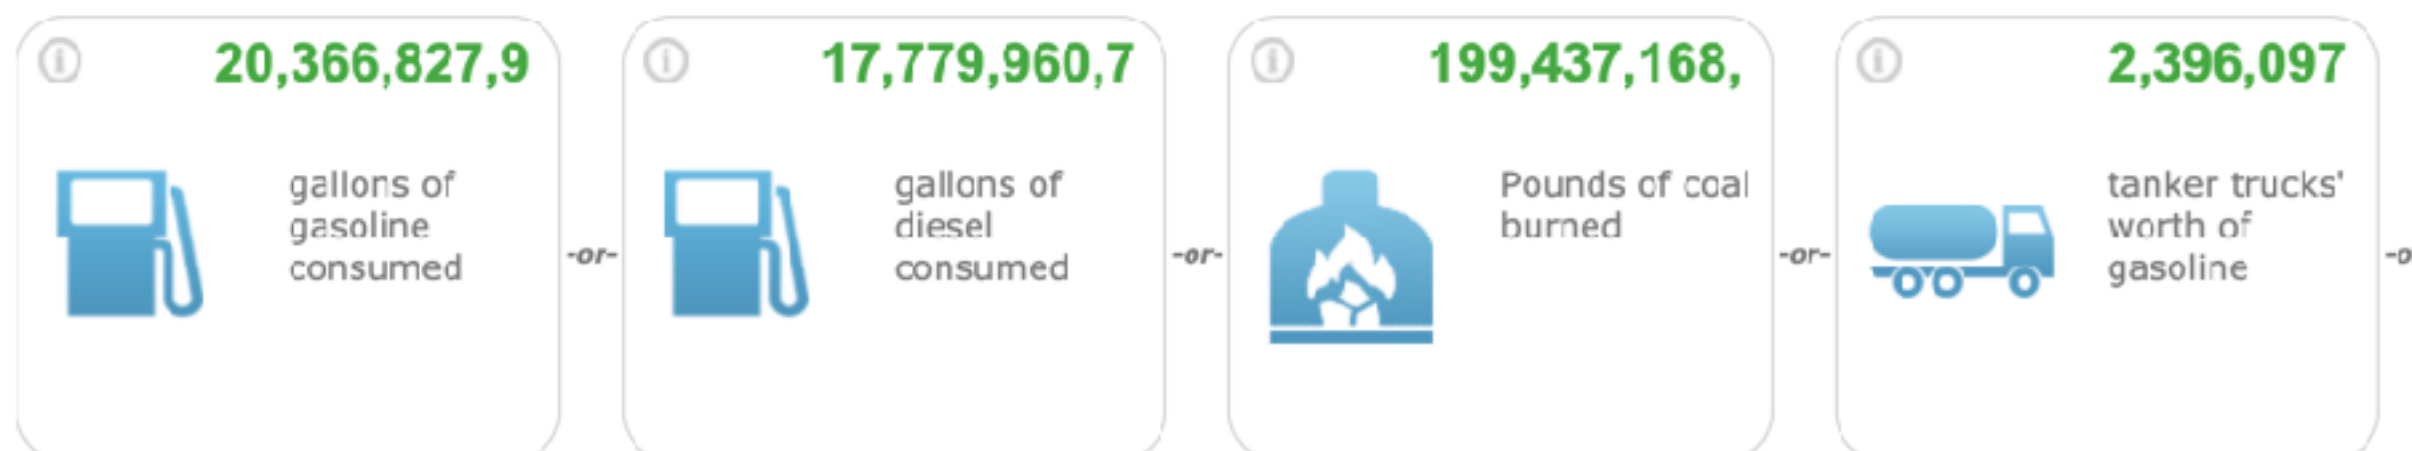 20,366,827,9
gallons of
gasoline
consumed
-or-
17,779,960,7
gallons of
diesel
consumed
-or-
199,437,168,
Pounds of coal
burned
-or-
2,396,097
tanker trucks'
worth of
gasoline
-o